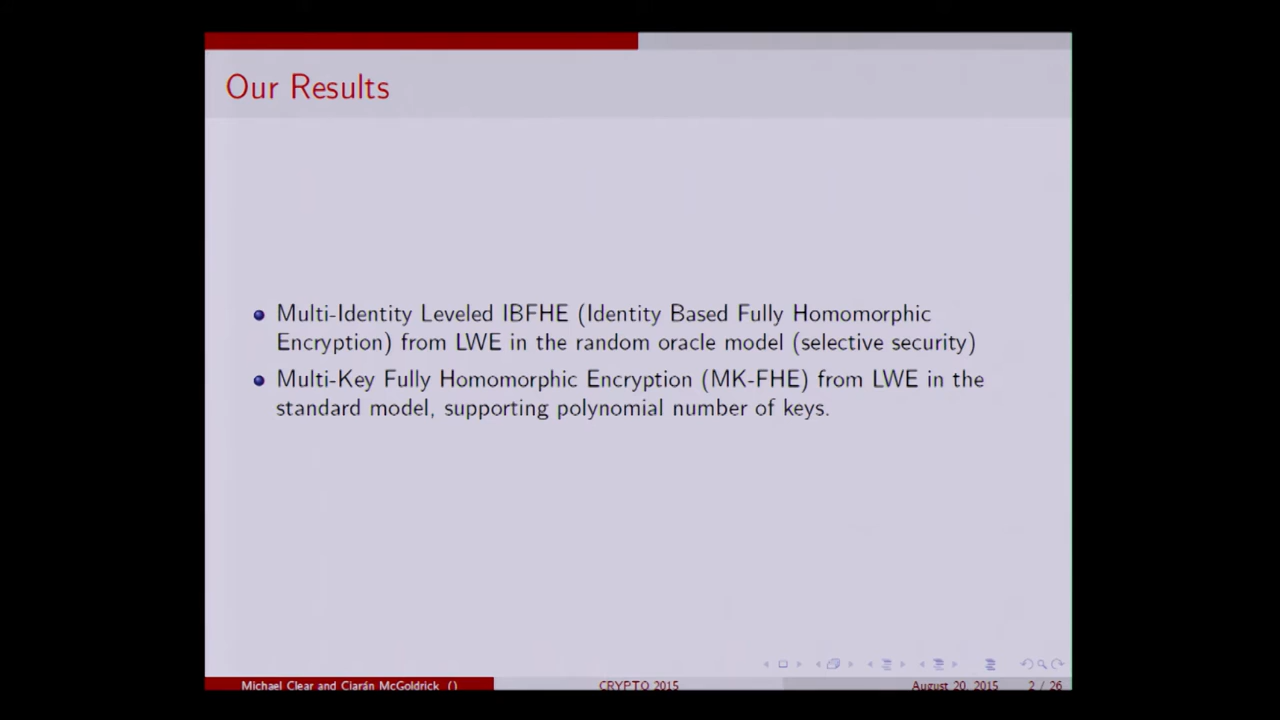 Our Results
Multi-Identity Leveled IBFHE (Identity Based Fully Homomorphic
Encryption) from LWE in the random oracle model (selective security)
Multi-Key Fully Homomorphic Encryption (MK-FHE) from LWE in the
standard model, supporting polynomial number of keys.
Michael Clear and Ciarán McGoldrick () CRYPTO 2015 August 20, 2015 2 / 26